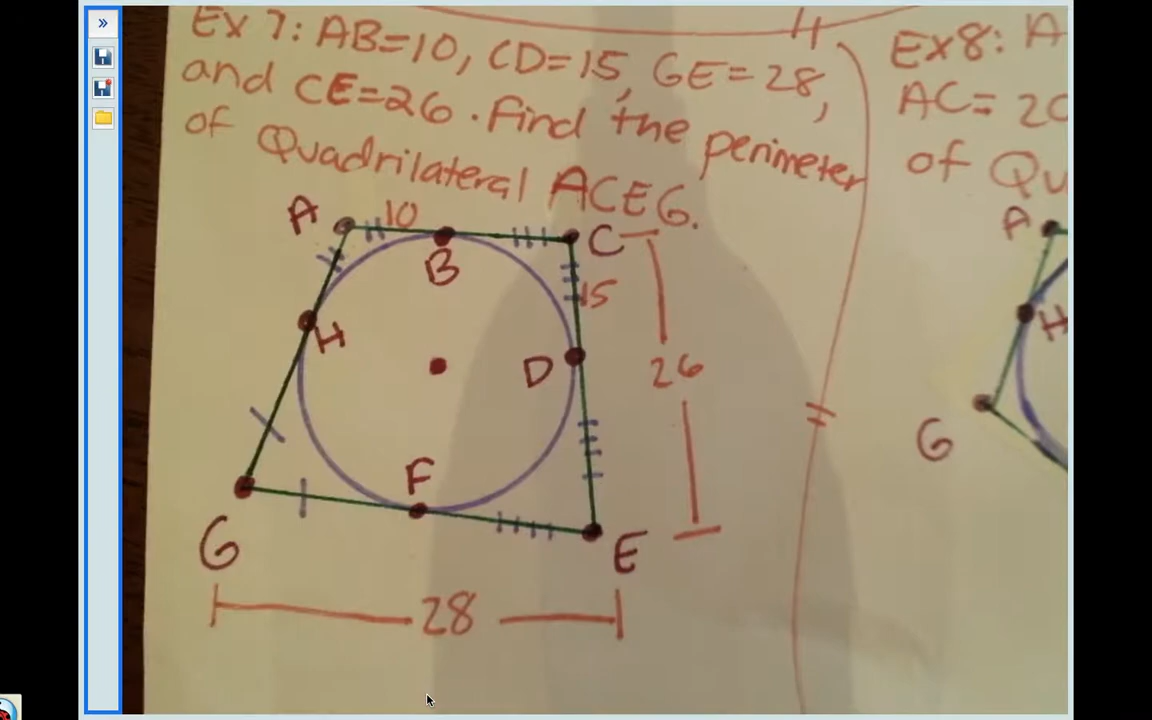 Ex 7: AB=10, CD=15, GE=28,
and CE=26. Find the perimeter
of Quadrilateral ACEG.
A
10
B
C
15
H
D
26
F
G
E
28
Ex8: A
AC= 20
of Qu
A
H
G